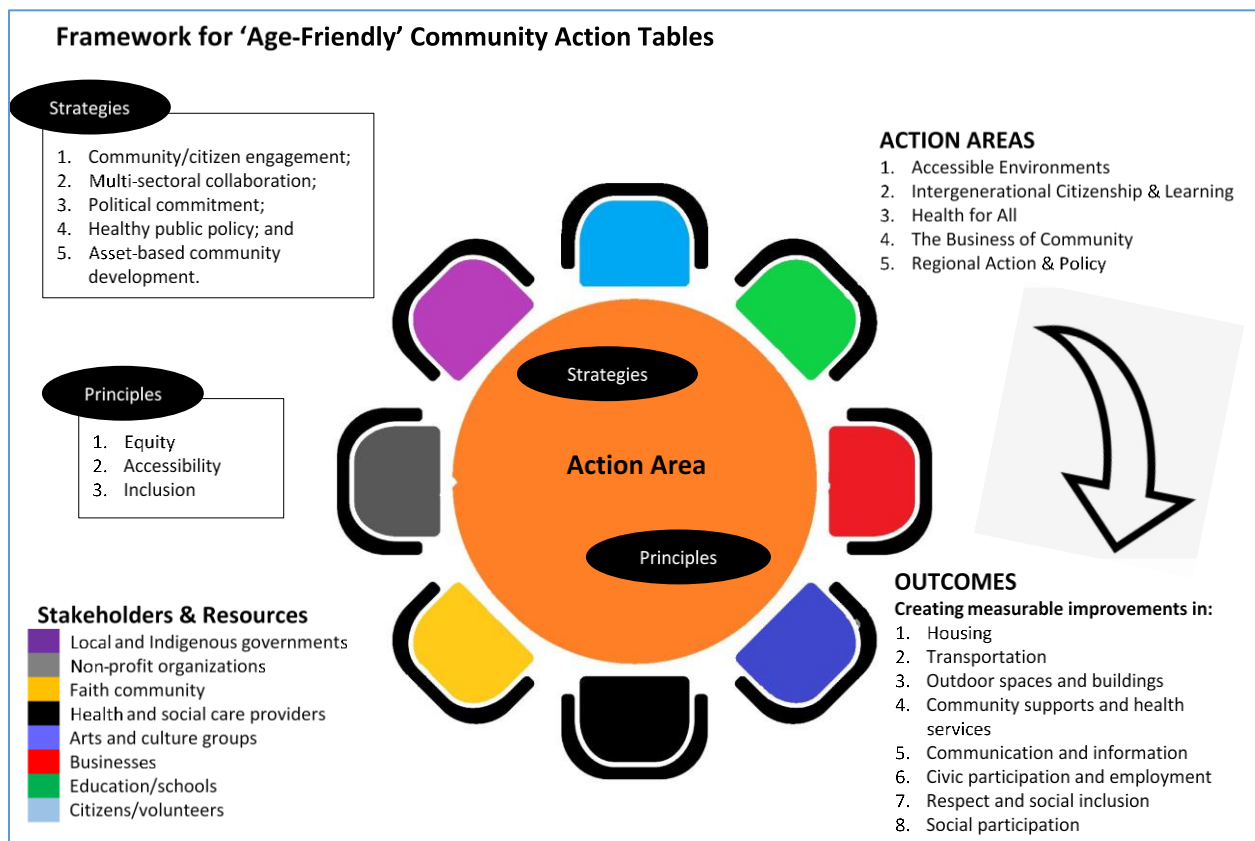 Framework for ‘Age-Friendly’ Community Action Tables
Strategies
1. Community/citizen engagement;
2. Multi-sectoral collaboration;
3. Political commitment;
4. Healthy public policy; and
5. Asset-based community
development.
Principles
1. Equity
2. Accessibility
3. Inclusion
Stakeholders & Resources
Local and Indigenous governments
Non-profit organizations
Faith community
Health and social care providers
Arts and culture groups
Businesses
Education/schools
Citizens/volunteers
Strategies
Action Area
Principles
ACTION AREAS
1. Accessible Environments
2. Intergenerational Citizenship & Learning
3. Health for All
4. The Business of Community
5. Regional Action & Policy
OUTCOMES
Creating measurable improvements in:
1. Housing
2. Transportation
3. Outdoor spaces and buildings
4. Community supports and health
services
5. Communication and information
6. Civic participation and employment
7. Respect and social inclusion
8. Social participation